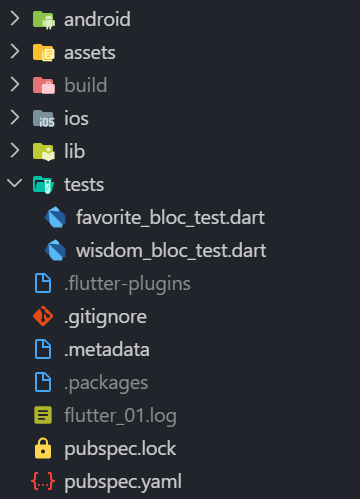 android
assets
build
iOS ios
lib
tests
favorite_bloc_test.dart
wisdom_bloc_test.dart
.flutter-plugins
.gitignore
.metadata
.packages
flutter_01.log
pubspec.lock
{..} pubspec.yaml